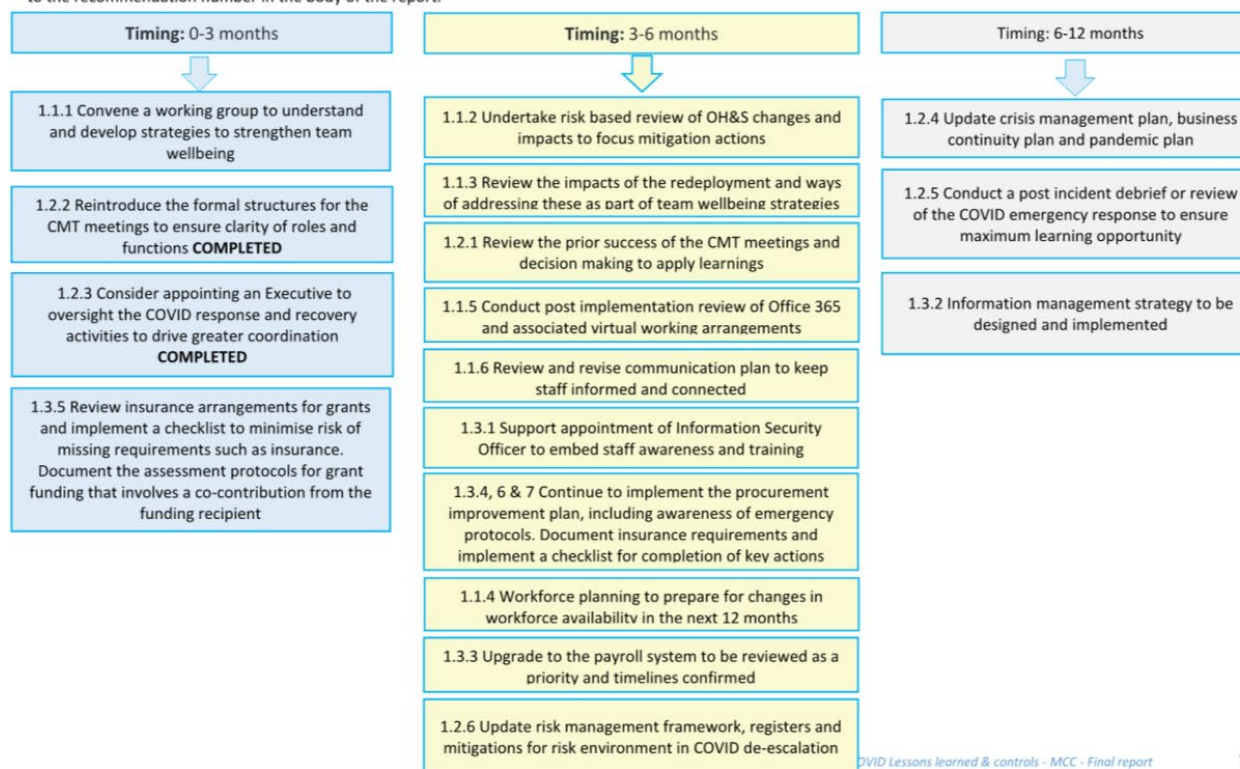 to the recommendation number in the body of the report.
Timing: 0-3 months
1.1.1 Convene a working group to understand
and develop strategies to strengthen team
wellbeing
1.2.2 Reintroduce the formal structures for the
CMT meetings to ensure clarity of roles and
functions COMPLETED
1.2.3 Consider appointing an Executive to
oversight the COVID response and recovery
activities to drive greater coordination
COMPLETED
1.3.5 Review insurance arrangements for grants
and implement a checklist to minimise risk of
missing requirements such as insurance.
Document the assessment protocols for grant
funding that involves a co-contribution from the
funding recipient
Timing: 3-6 months
1.1.2 Undertake risk based review of OH&S changes and
impacts to focus mitigation actions
1.1.3 Review the impacts of the redeployment and ways
of addressing these as part of team wellbeing strategies
1.2.1 Review the prior success of the CMT meetings and
decision making to apply learnings
1.1.5 Conduct post implementation review of Office 365
and associated virtual working arrangements
1.1.6 Review and revise communication plan to keep
staff informed and connected
1.3.1 Support appointment of Information Security
Officer to embed staff awareness and training
1.3.4, 6 & 7 Continue to implement the procurement
improvement plan, including awareness of emergency
protocols. Document insurance requirements and
implement a checklist for completion of key actions
1.1.4 Workforce planning to prepare for changes in
workforce availability in the next 12 months
1.3.3 Upgrade to the payroll system to be reviewed as a
priority and timelines confirmed
1.2.6 Update risk management framework, registers and
mitigations for risk environment in COVID de-escalation
Timing: 6-12 months
1.2.4 Update crisis management plan, business
continuity plan and pandemic plan
1.2.5 Conduct a post incident debrief or review
of the COVID emergency response to ensure
maximum learning opportunity
1.3.2 Information management strategy to be
designed and implemented
OVID Lessons learned & controls - MCC - Final report